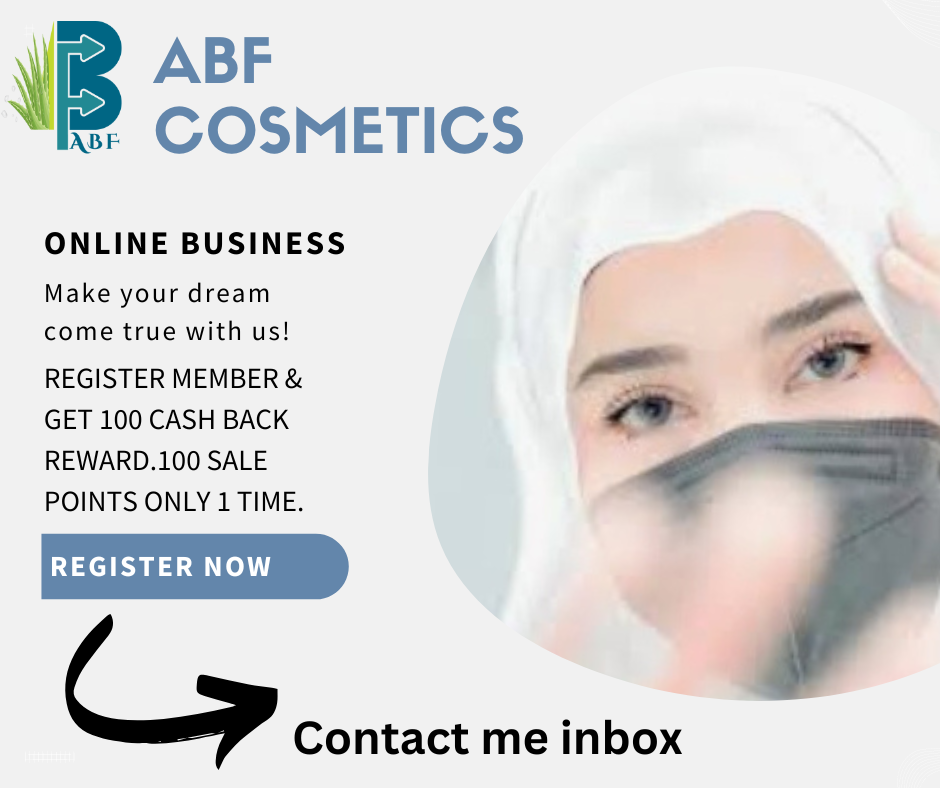 ABF
ABF
COSMETICS
ONLINE BUSINESS
Make your dream
come true with us!
REGISTER MEMBER &
GET 100 CASH BACK
REWARD.100 SALE
POINTS ONLY 1 TIME.
REGISTER NOW
Contact me inbox